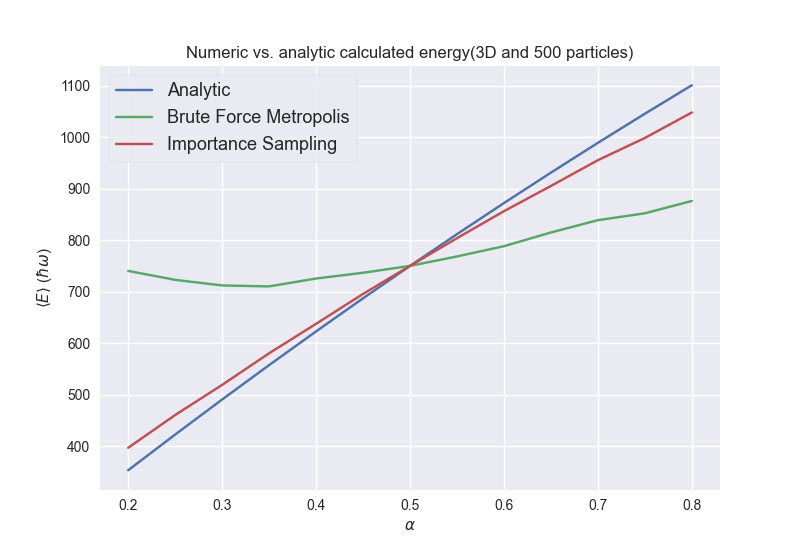 Numeric vs. analytic calculated energy(3D and 500 particles)
Analytic
Brute Force Metropolis
Importance Sampling
1100
1000
900
800
700
600
500
400
⟨E⟩ (ℏω)
0.2 0.3 0.4 0.5 0.6 0.7 0.8
α